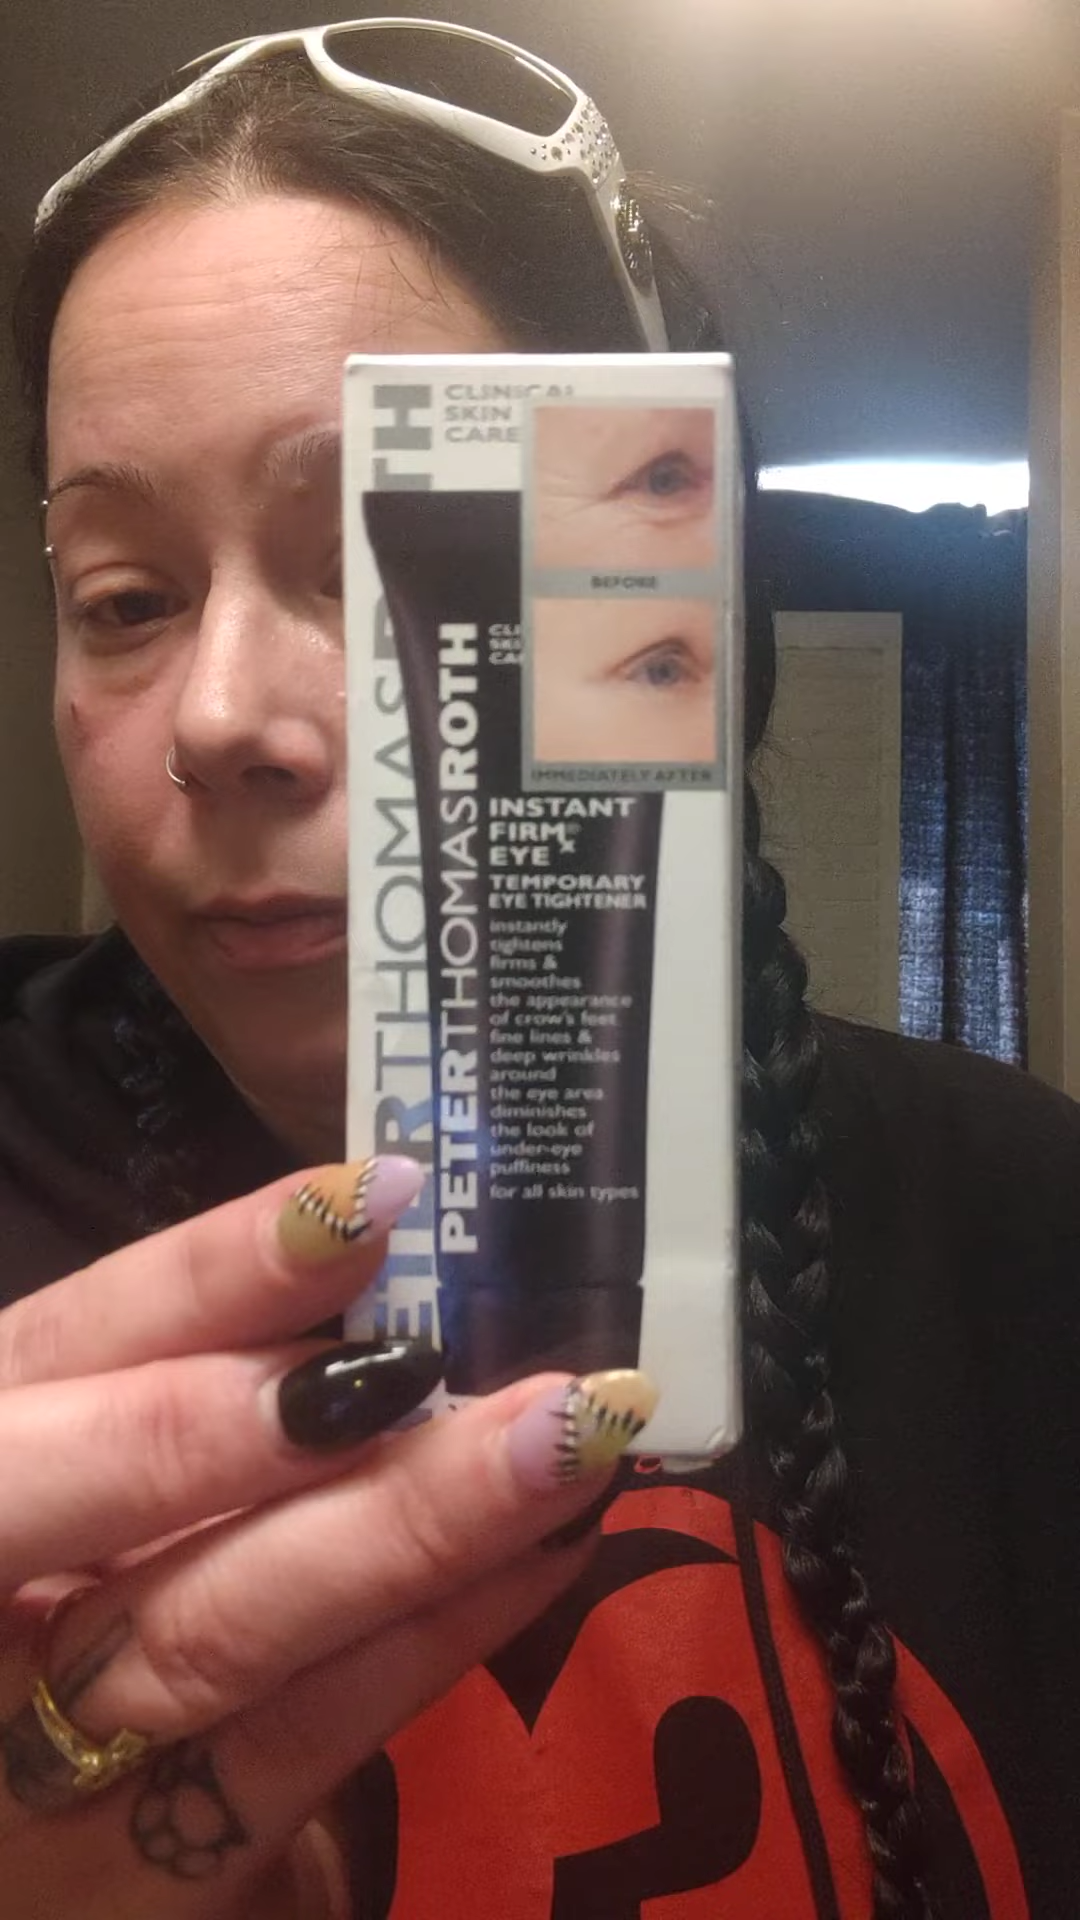 CLINICAL
SKIN
CARE
BEFORE
IMMEDIATELY AFTER
PETERTHOMASROTH
INSTANT
FIRMx®
EYE
TEMPORARY
EYE TIGHTENER
instantly
tightens
firms &
smoothes
the appearance
of crow's feet
fine lines &
deep wrinkles
around
the eye area
diminishes
the look of
under-eye
puffiness
for all skin types